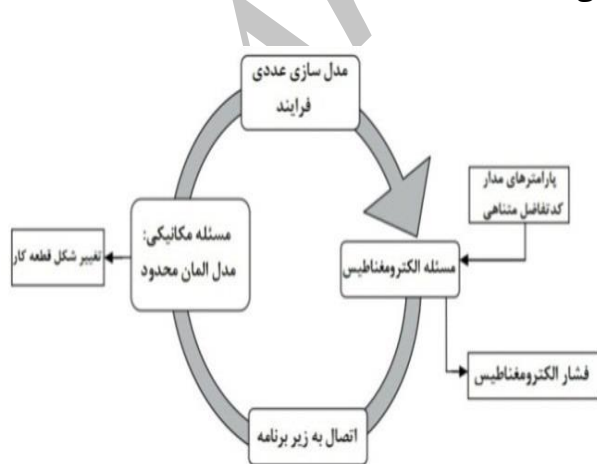 مدل سازی عددی
فرایند
پارامترهای مدار
کدتفاضل متناهی
مسئله الکترومغناطیس
فشار الکترومغناطیس
اتصال به زیر برنامه
مسئله مکانیکی:
مدل المان محدود
تغییر شکل قطعه کار